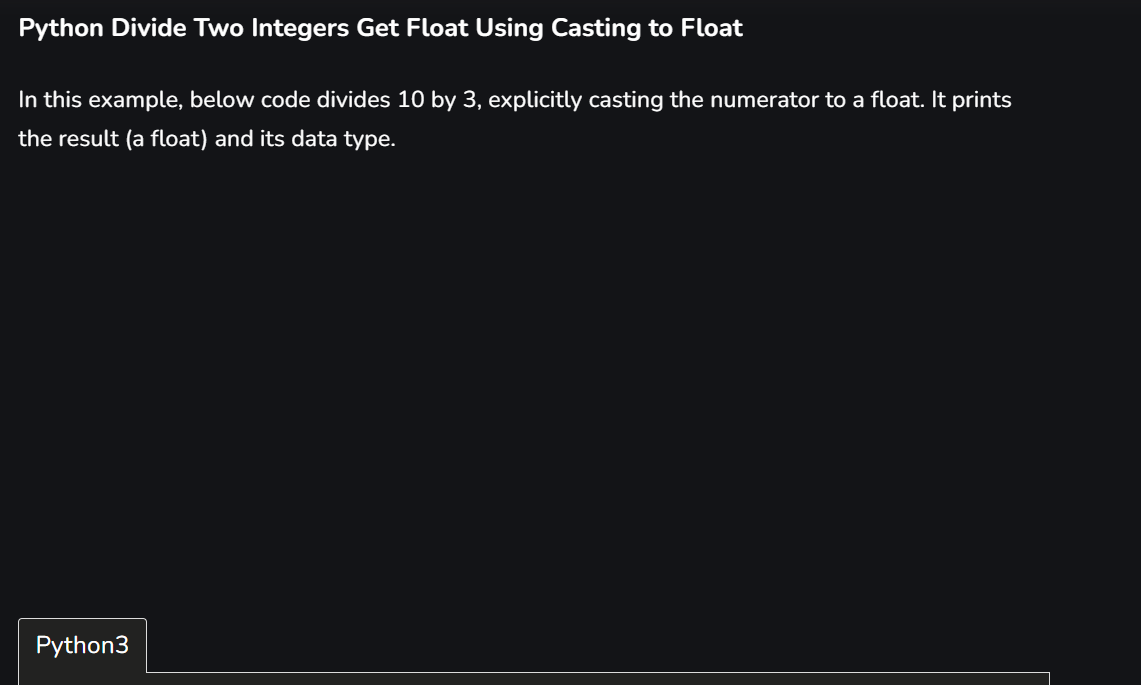 Python Divide Two Integers Get Float Using Casting to Float
In this example, below code divides 10 by 3, explicitly casting the numerator to a float. It prints
the result (a float) and its data type.
Python3